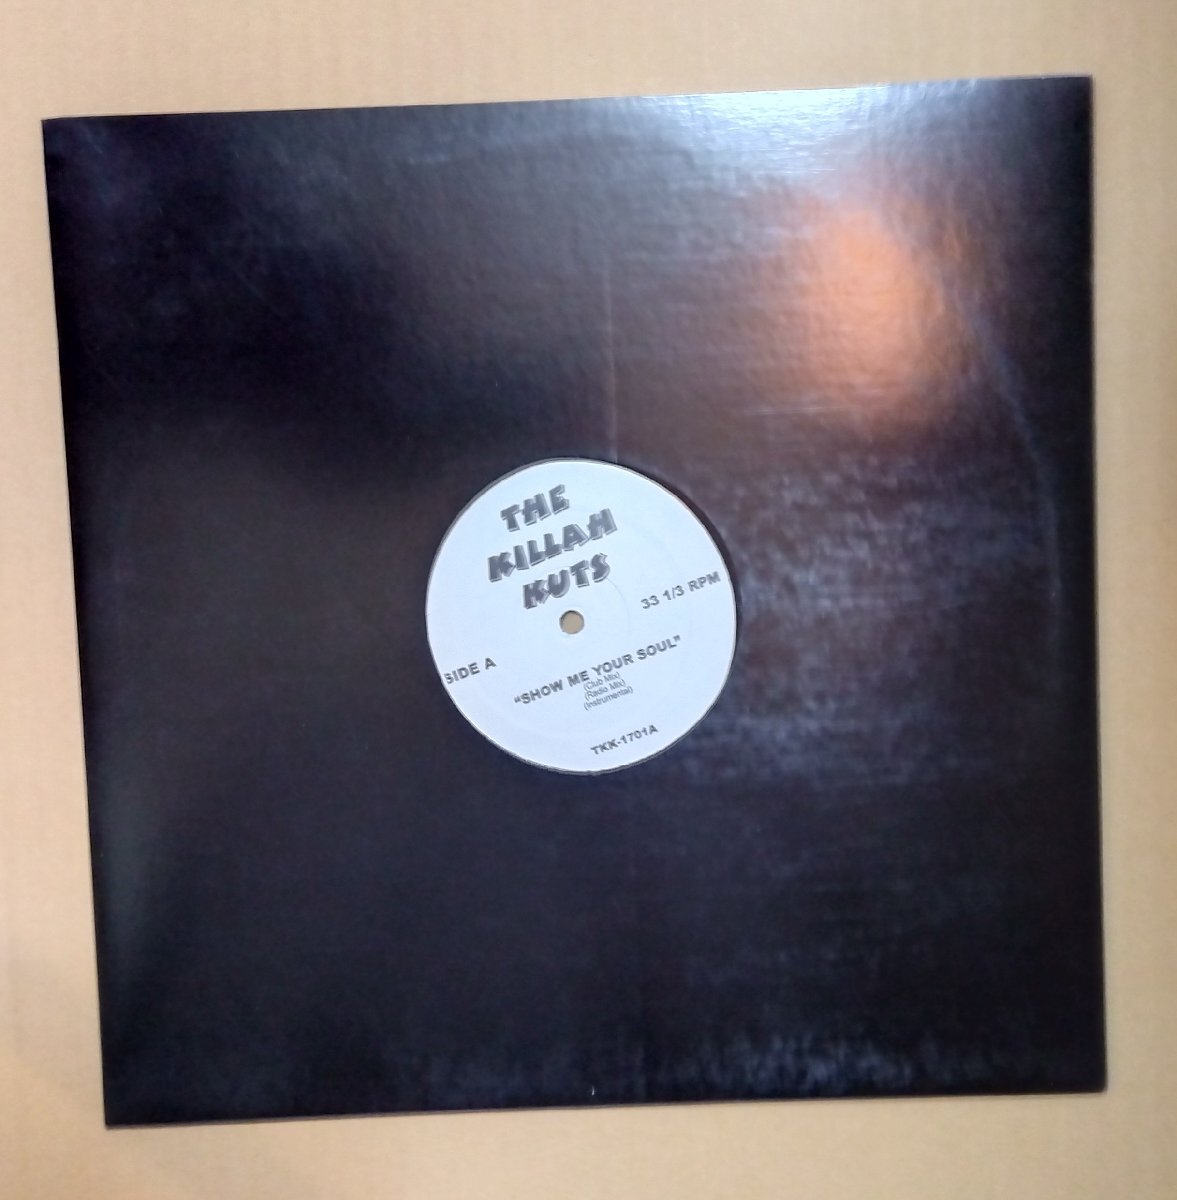 THE
KILLAH
KUTS
33 1/3 RPM
SIDE A
"SHOW ME YOUR SOUL"
(Club Mix)
(Radio Mix)
(Instrumental)
TKK-1701A